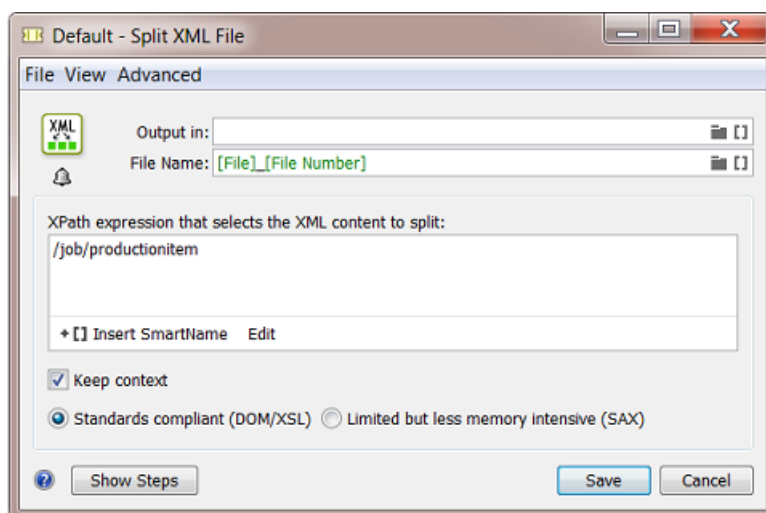 Default - Split XML File
File View Advanced
XML
Output in:
File Name: [File]_[File Number]
XPath expression that selects the XML content to split:
/job/productionitem
+[] Insert SmartName Edit
Keep context
Standards compliant (DOM/XSL) Limited but less memory intensive (SAX)
? Show Steps Save Cancel